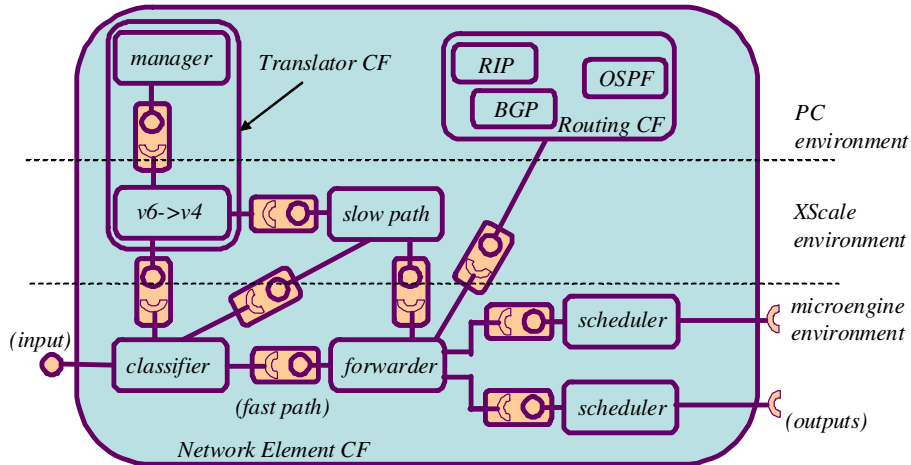 manager
Translator CF
RIP
OSPF
BGP
Routing CF
PC
environment
v6->v4
slow path
XScale
environment
microengine
environment
(input)
classifier
forwarder
scheduler
(fast path)
scheduler
(outputs)
Network Element CF